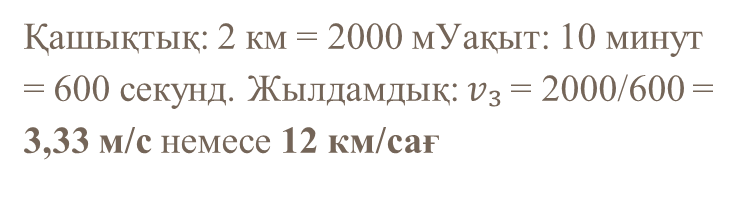 Қашықтық: 2 км = 2000 мУақыт: 10 минут
= 600 секунд. Жылдамдық: 𝑣₃ = 2000/600 =
3,33 м/с немесе 12 км/сағ